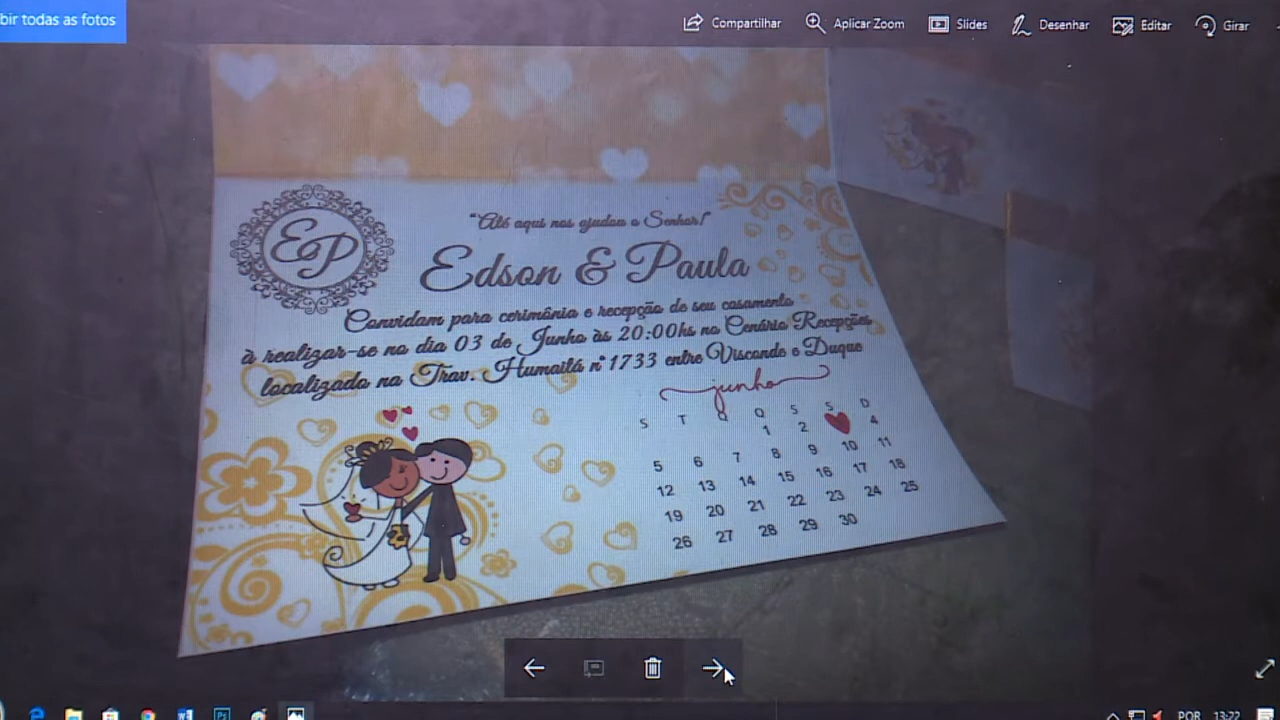 bir todas as fotos
Compartilhar Aplicar Zoom Slides Desenhar Editar Girar
EP
"Até aqui nos ajudou o Senhor!"
Edson & Paula
Convidam para cerimônia e recepção de seu casamento
à realizar-se no dia 03 de Junho às 20:00hs no Cenário Recepções
localizado na Trav. Humaitá nº1733 entre Visconde e Duque
junho
S T Q Q S S D
1 2 4
5 6 7 8 9 10 11
12 13 14 15 16 17 18
19 20 21 22 23 24 25
26 27 28 29 30
POR 13:22